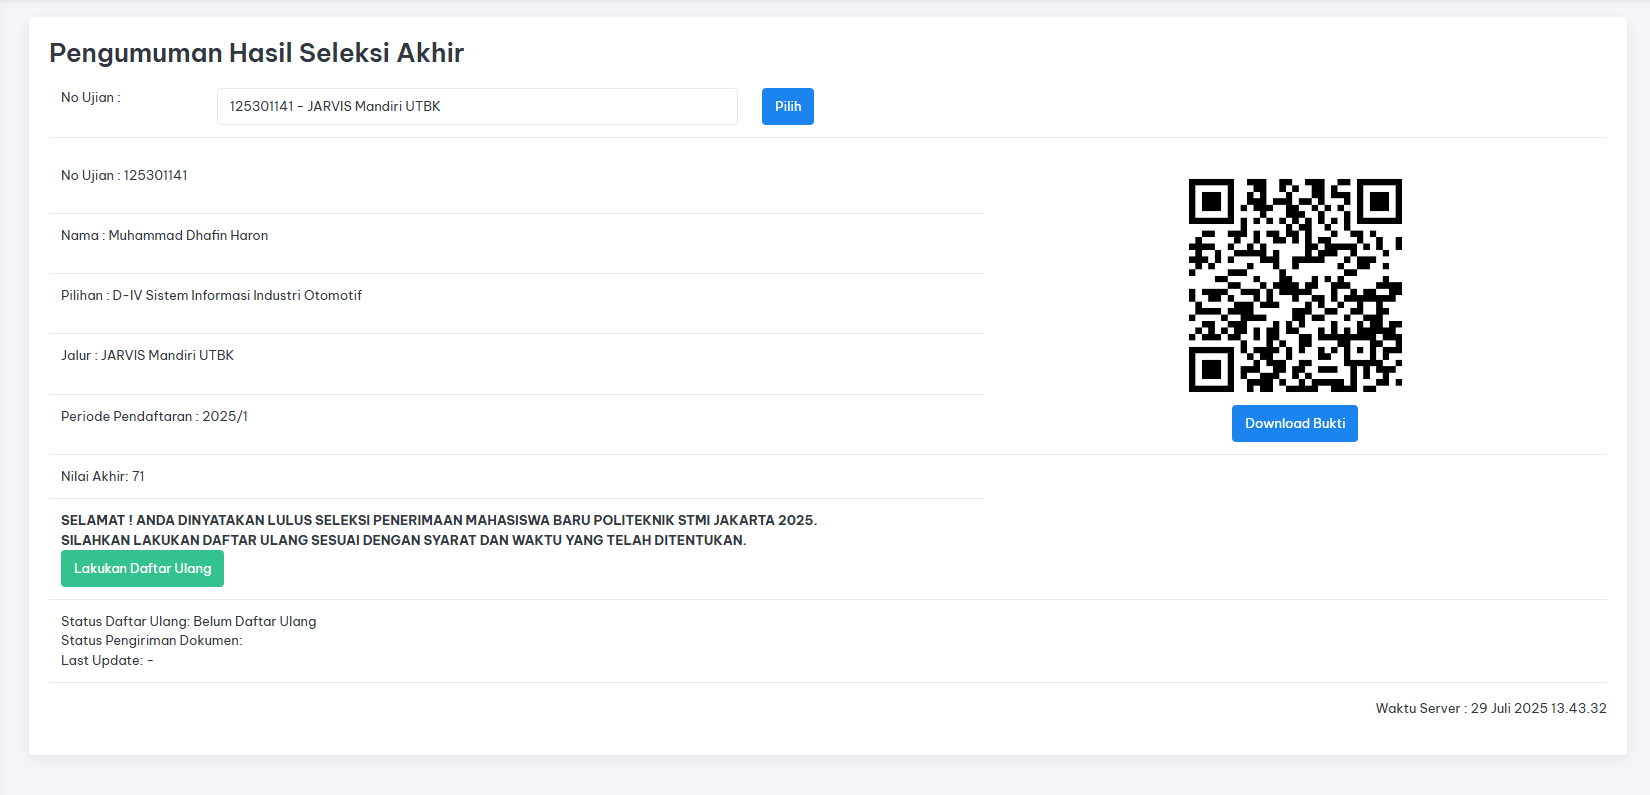 Pengumuman Hasil Seleksi Akhir
No Ujian :
125301141 - JARVIS Mandiri UTBK
Pilih
No Ujian : 125301141
Nama : Muhammad Dhafin Haron
Pilihan : D-IV Sistem Informasi Industri Otomotif
Jalur : JARVIS Mandiri UTBK
Periode Pendaftaran : 2025/1
Download Bukti
Nilai Akhir: 71
SELAMAT ! ANDA DINYATAKAN LULUS SELEKSI PENERIMAAN MAHASISWA BARU POLITEKNIK STMI JAKARTA 2025.
SILAHKAN LAKUKAN DAFTAR ULANG SESUAI DENGAN SYARAT DAN WAKTU YANG TELAH DITENTUKAN.
Lakukan Daftar Ulang
Status Daftar Ulang: Belum Daftar Ulang
Status Pengiriman Dokumen:
Last Update: -
Waktu Server : 29 Juli 2025 13.43.32